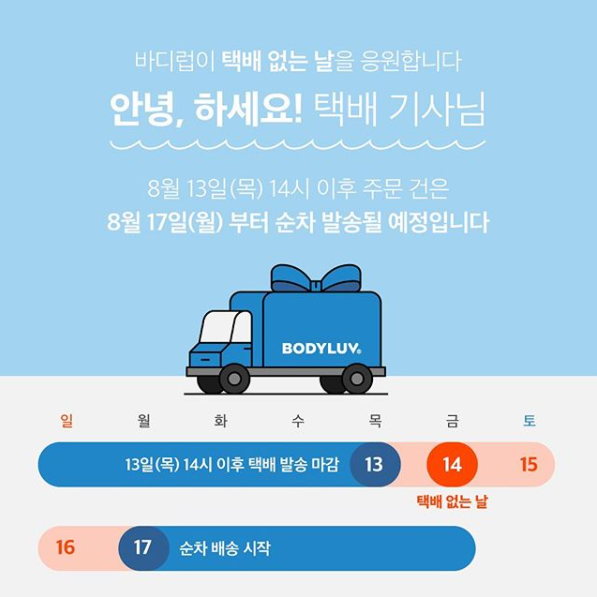 바디럽이 택배 없는 날을 응원합니다
안녕, 하세요! 택배 기사님
8월 13일(목) 14시 이후 주문 건은
8월 17일(월) 부터 순차 발송될 예정입니다
BODYLUV®
일 월 화 수 목 금 토
13일(목) 14시 이후 택배 발송 마감 13 14 15
택배 없는 날
16 17 순차 배송 시작